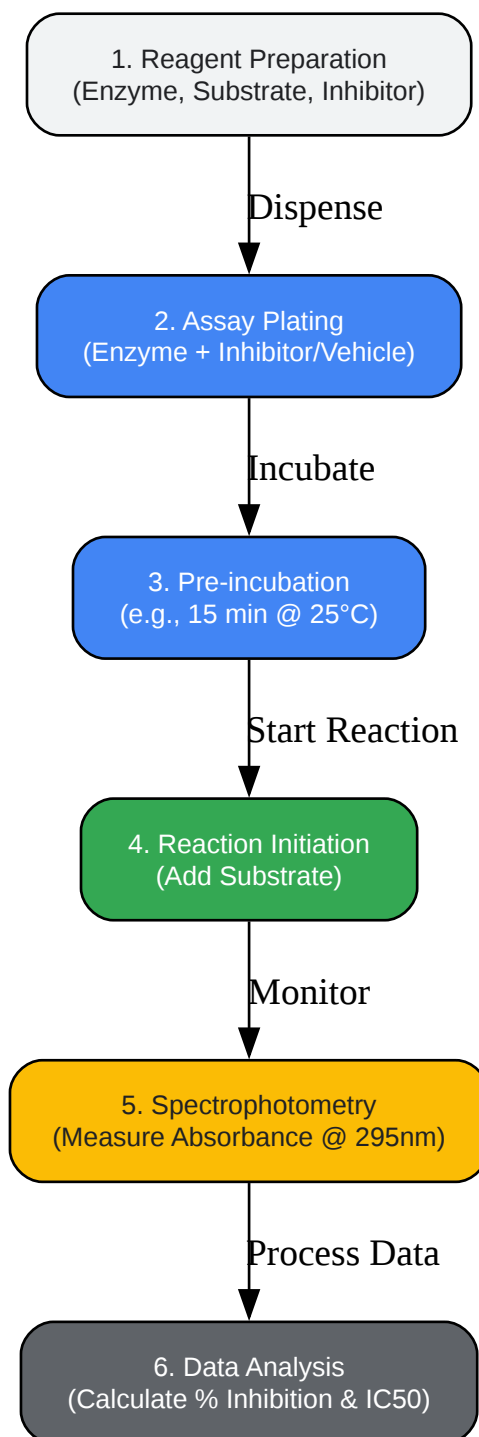 1. Reagent Preparation
(Enzyme, Substrate, Inhibitor)
Dispense
2. Assay Plating
(Enzyme + Inhibitor/Vehicle)
Incubate
3. Pre-incubation
(e.g., 15 min @ 25°C)
Start Reaction
4. Reaction Initiation
(Add Substrate)
Monitor
5. Spectrophotometry
(Measure Absorbance @ 295nm)
Process Data
6. Data Analysis
(Calculate % Inhibition & IC50)